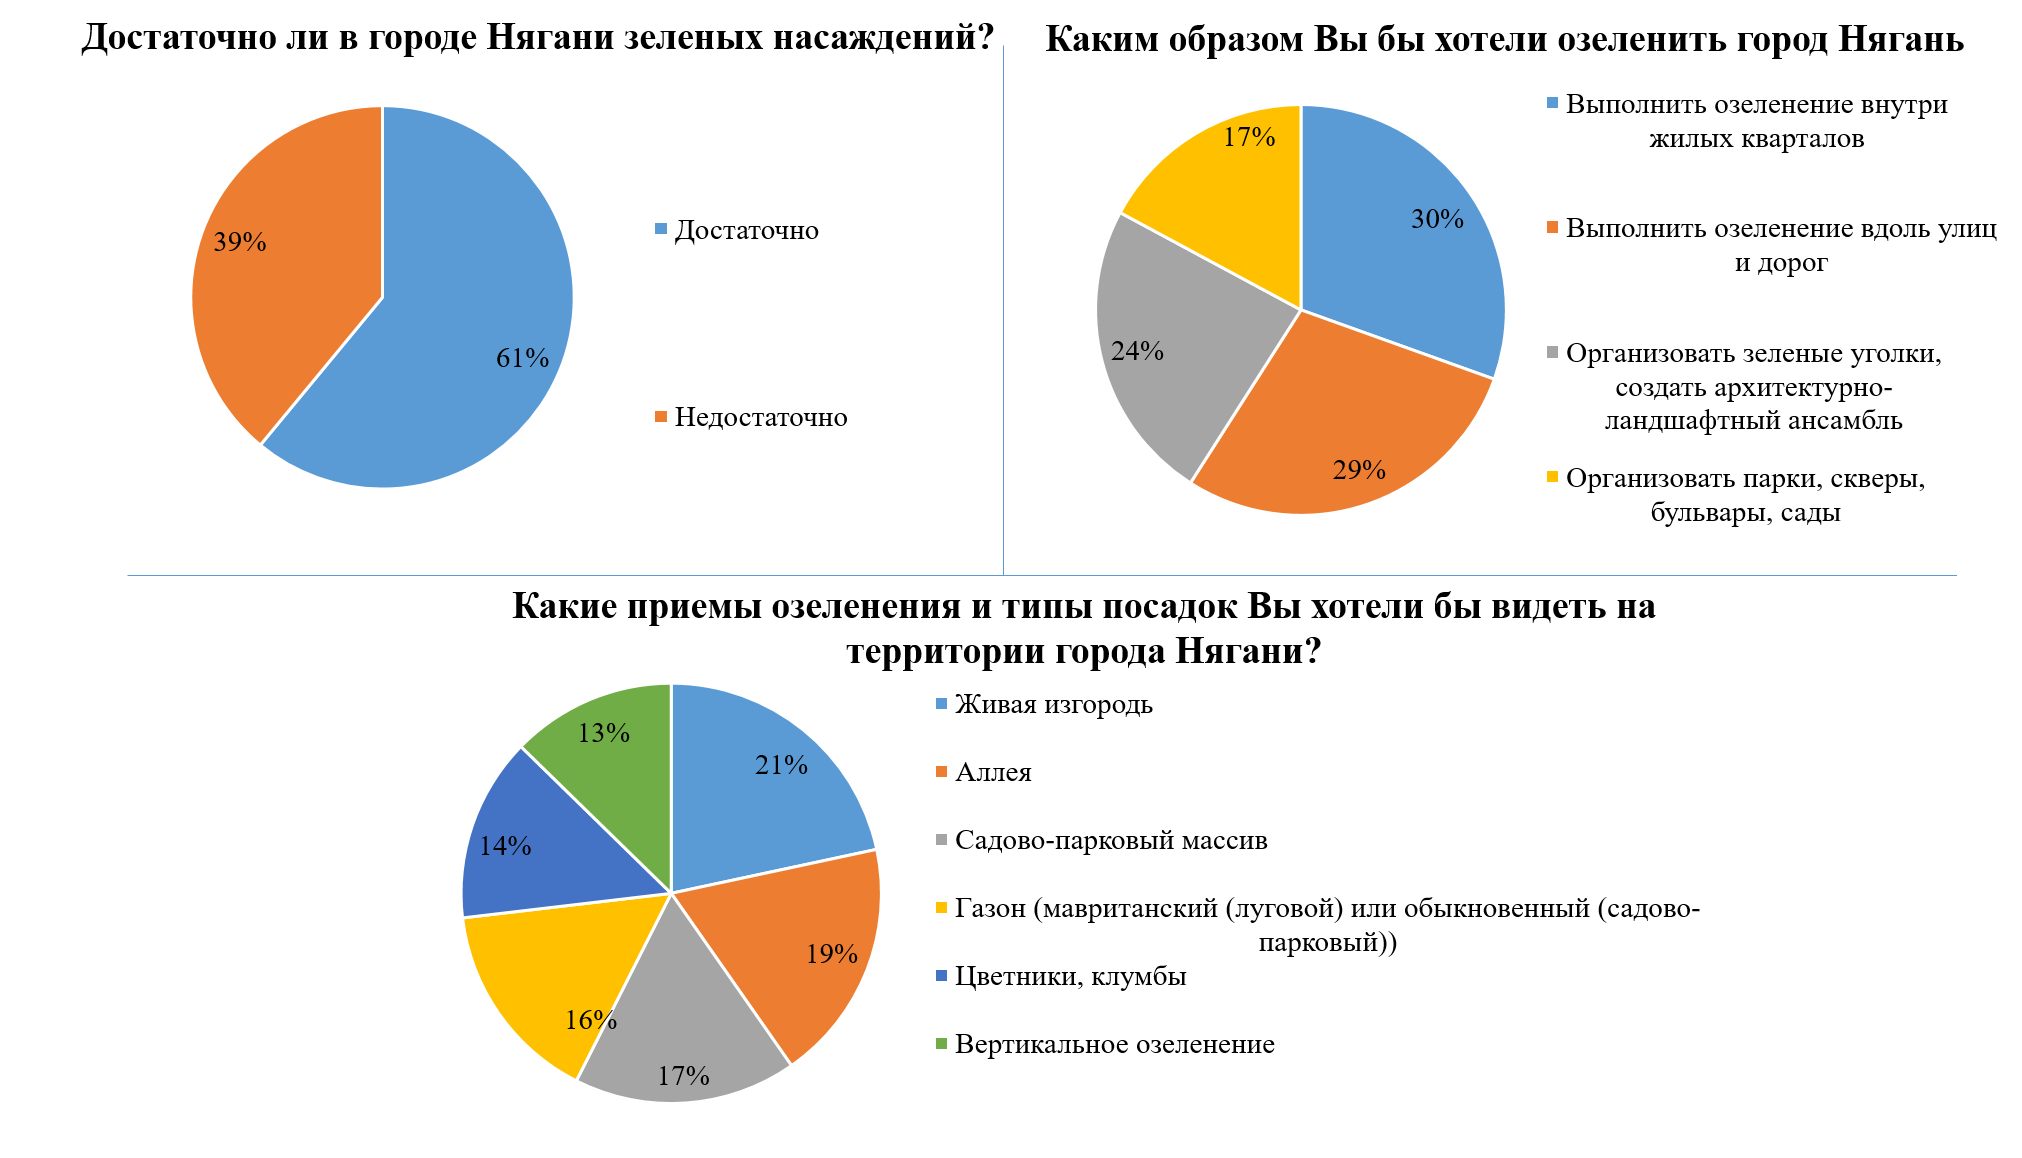 Достаточно ли в городе Нягани зеленых насаждений?
39%
61%
Достаточно
Недостаточно
Каким образом Вы бы хотели озеленить город Нягань
17%
30%
24%
29%
Выполнить озеленение внутри
жилых кварталов
Выполнить озеленение вдоль улиц
и дорог
Организовать зеленые уголки,
создать архитектурно-
ландшафтный ансамбль
Организовать парки, скверы,
бульвары, сады
Какие приемы озеленения и типы посадок Вы хотели бы видеть на
территории города Нягани?
13%
21%
14%
19%
16%
17%
Живая изгородь
Аллея
Садово-парковый массив
Газон (мавританский (луговой) или обыкновенный (садово-
парковый))
Цветники, клумбы
Вертикальное озеленение